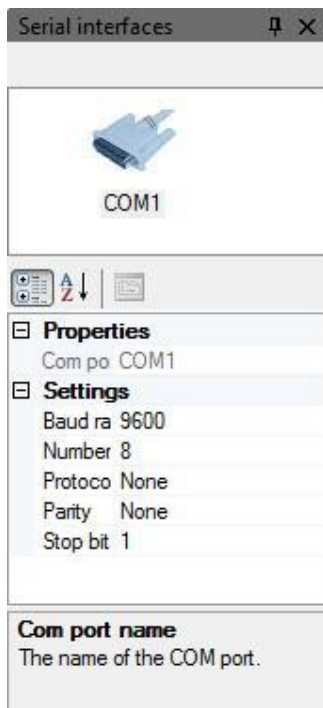 Serial interfaces
COM1
Properties
Com po COM1
Settings
Baud ra 9600
Number 8
Protoco None
Parity None
Stop bit 1
Com port name
The name of the COM port.